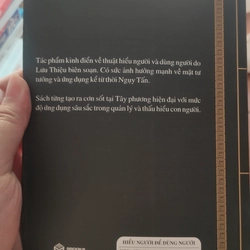 Tác phẩm kinh điển về thuật hiểu người và dùng người do
Lưu Thiệu biên soạn. Có sức ảnh hưởng mạnh về mặt tư
tưởng và ứng dụng kể từ thời Ngụy Tấn.
Sách từng tạo ra cơn sốt tại Tây phương hiện đại với mức
độ ứng dụng sâu sắc trong quản lý và thấu hiểu con người.
HIỂU NGƯỜI ĐỂ DÙNG NGƯỜI